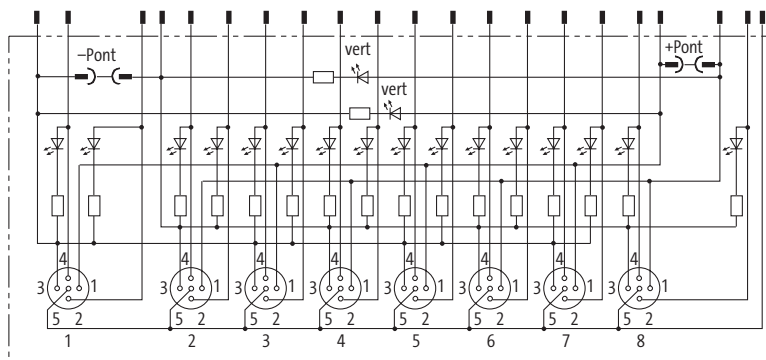 –Pont
vert
+Pont
vert
4 4 4 4 4 4 4 4
3 1 3 1 3 1 3 1 3 1 3 1 3 1 3 1
5 2 5 2 5 2 5 2 5 2 5 2 5 2 5 2
1 2 3 4 5 6 7 8